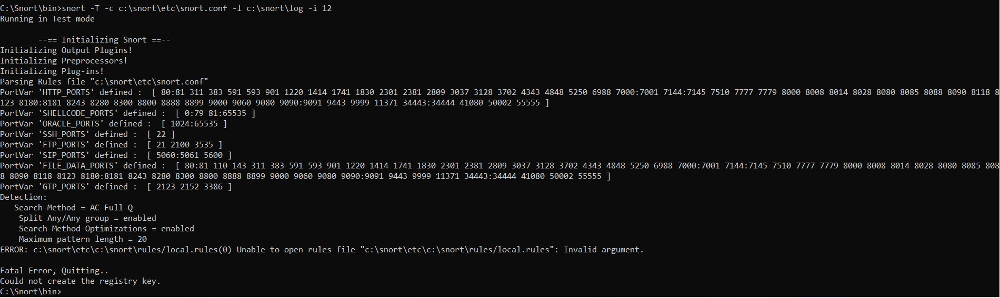 C:\Snort\bin>snort -T -c c:\snort\etc\snort.conf -l c:\snort\log -i 12
Running in Test mode
--== Initializing Snort ==--
Initializing Output Plugins!
Initializing Preprocessors!
Initializing Plug-ins!
Parsing Rules file "c:\snort\etc\snort.conf"
PortVar 'HTTP_PORTS' defined :  [ 80:81 311 383 591 593 901 1220 1414 1741 1830 2301 2381 2809 3037 3128 3702 4343 4848 5250 6988 7000:7001 7144:7145 7510 7777 7779 8000 8008 8014 8028 8080 8085 8088 8090 8118 8
123 8180:8181 8243 8280 8300 8800 8888 8899 9000 9060 9080 9090:9091 9443 9999 11371 34443:34444 41080 50002 55555 ]
PortVar 'SHELLCODE_PORTS' defined :  [ 0:79 81:65535 ]
PortVar 'ORACLE_PORTS' defined :  [ 1024:65535 ]
PortVar 'SSH_PORTS' defined :  [ 22 ]
PortVar 'FTP_PORTS' defined :  [ 21 2100 3535 ]
PortVar 'SIP_PORTS' defined :  [ 5060:5061 5600 ]
PortVar 'FILE_DATA_PORTS' defined :  [ 80:81 110 143 311 383 591 593 901 1220 1414 1741 1830 2301 2381 2809 3037 3128 3702 4343 4848 5250 6988 7000:7001 7144:7145 7510 7777 7779 8000 8008 8014 8028 8080 8085 808
8 8090 8118 8123 8180:8181 8243 8280 8300 8800 8888 8899 9000 9060 9080 9090:9091 9443 9999 11371 34443:34444 41080 50002 55555 ]
PortVar 'GTP_PORTS' defined :  [ 2123 2152 3386 ]
Detection:
Search-Method = AC-Full-Q
Split Any/Any group = enabled
Search-Method-Optimizations = enabled
Maximum pattern length = 20
ERROR: c:\snort\etc\c:\snort\rules/local.rules(0) Unable to open rules file "c:\snort\etc\c:\snort\rules/local.rules": Invalid argument.
Fatal Error, Quitting..
Could not create the registry key.
C:\Snort\bin>